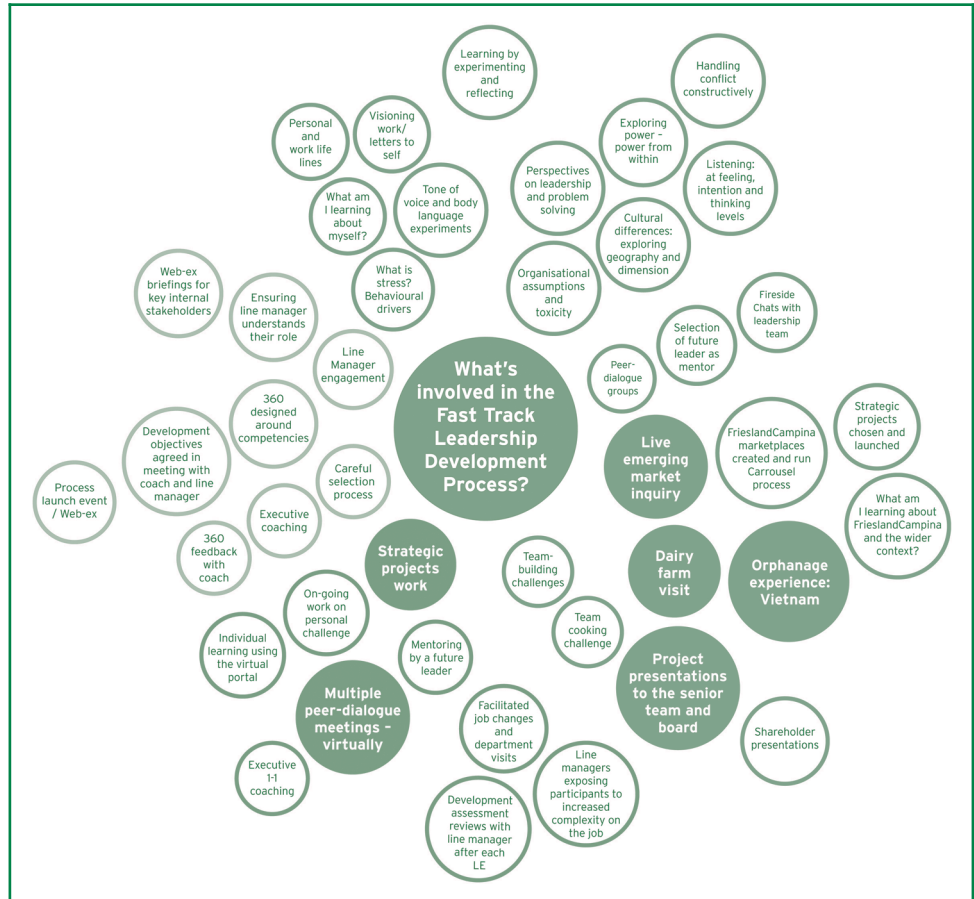 Learning by
experimenting
and
reflecting
Handling
conflict
constructively
Personal
and
work life
lines
Visioning
work/
letters to
self
Exploring
power –
power from
within
What am
I learning
about
myself?
Tone of
voice and body
language
experiments
Perspectives
on leadership
and problem
solving
Listening:
at feeling,
intention and
thinking
levels
Cultural
differences:
exploring
geography and
dimension
What is
stress?
Behavioural
drivers
Organisational
assumptions
and
toxicity
Web-ex
briefings for
key internal
stakeholders
Ensuring
line manager
understands
their role
Fireside
Chats with
leadership
team
Selection
of future
leader as
mentor
Line
Manager
engagement
Peer-
dialogue
groups
What's
involved in the
Fast Track
Leadership
Development
Process?
360
designed
around
competencies
Development
objectives
agreed in
meeting with
coach and line
manager
Careful
selection
process
Process
launch event
/ Web-ex
Executive
coaching
360
feedback
with
coach
Live
emerging
market
inquiry
FrieslandCampina
marketplaces
created and run
Carrousel
process
Strategic
projects
chosen and
launched
What am
I learning about
FrieslandCampina
and the wider
context?
Strategic
projects
work
Team-
building
challenges
Dairy
farm
visit
Orphanage
experience:
Vietnam
On-going
work on
personal
challenge
Team
cooking
challenge
Individual
learning using
the virtual
portal
Mentoring
by a future
leader
Project
presentations
to the senior
team and
board
Multiple
peer-dialogue
meetings –
virtually
Facilitated
job changes
and
department
visits
Shareholder
presentations
Executive
1-1
coaching
Line
managers
exposing
participants to
increased
complexity on
the job
Development
assessment
reviews with
line manager
after each
LE